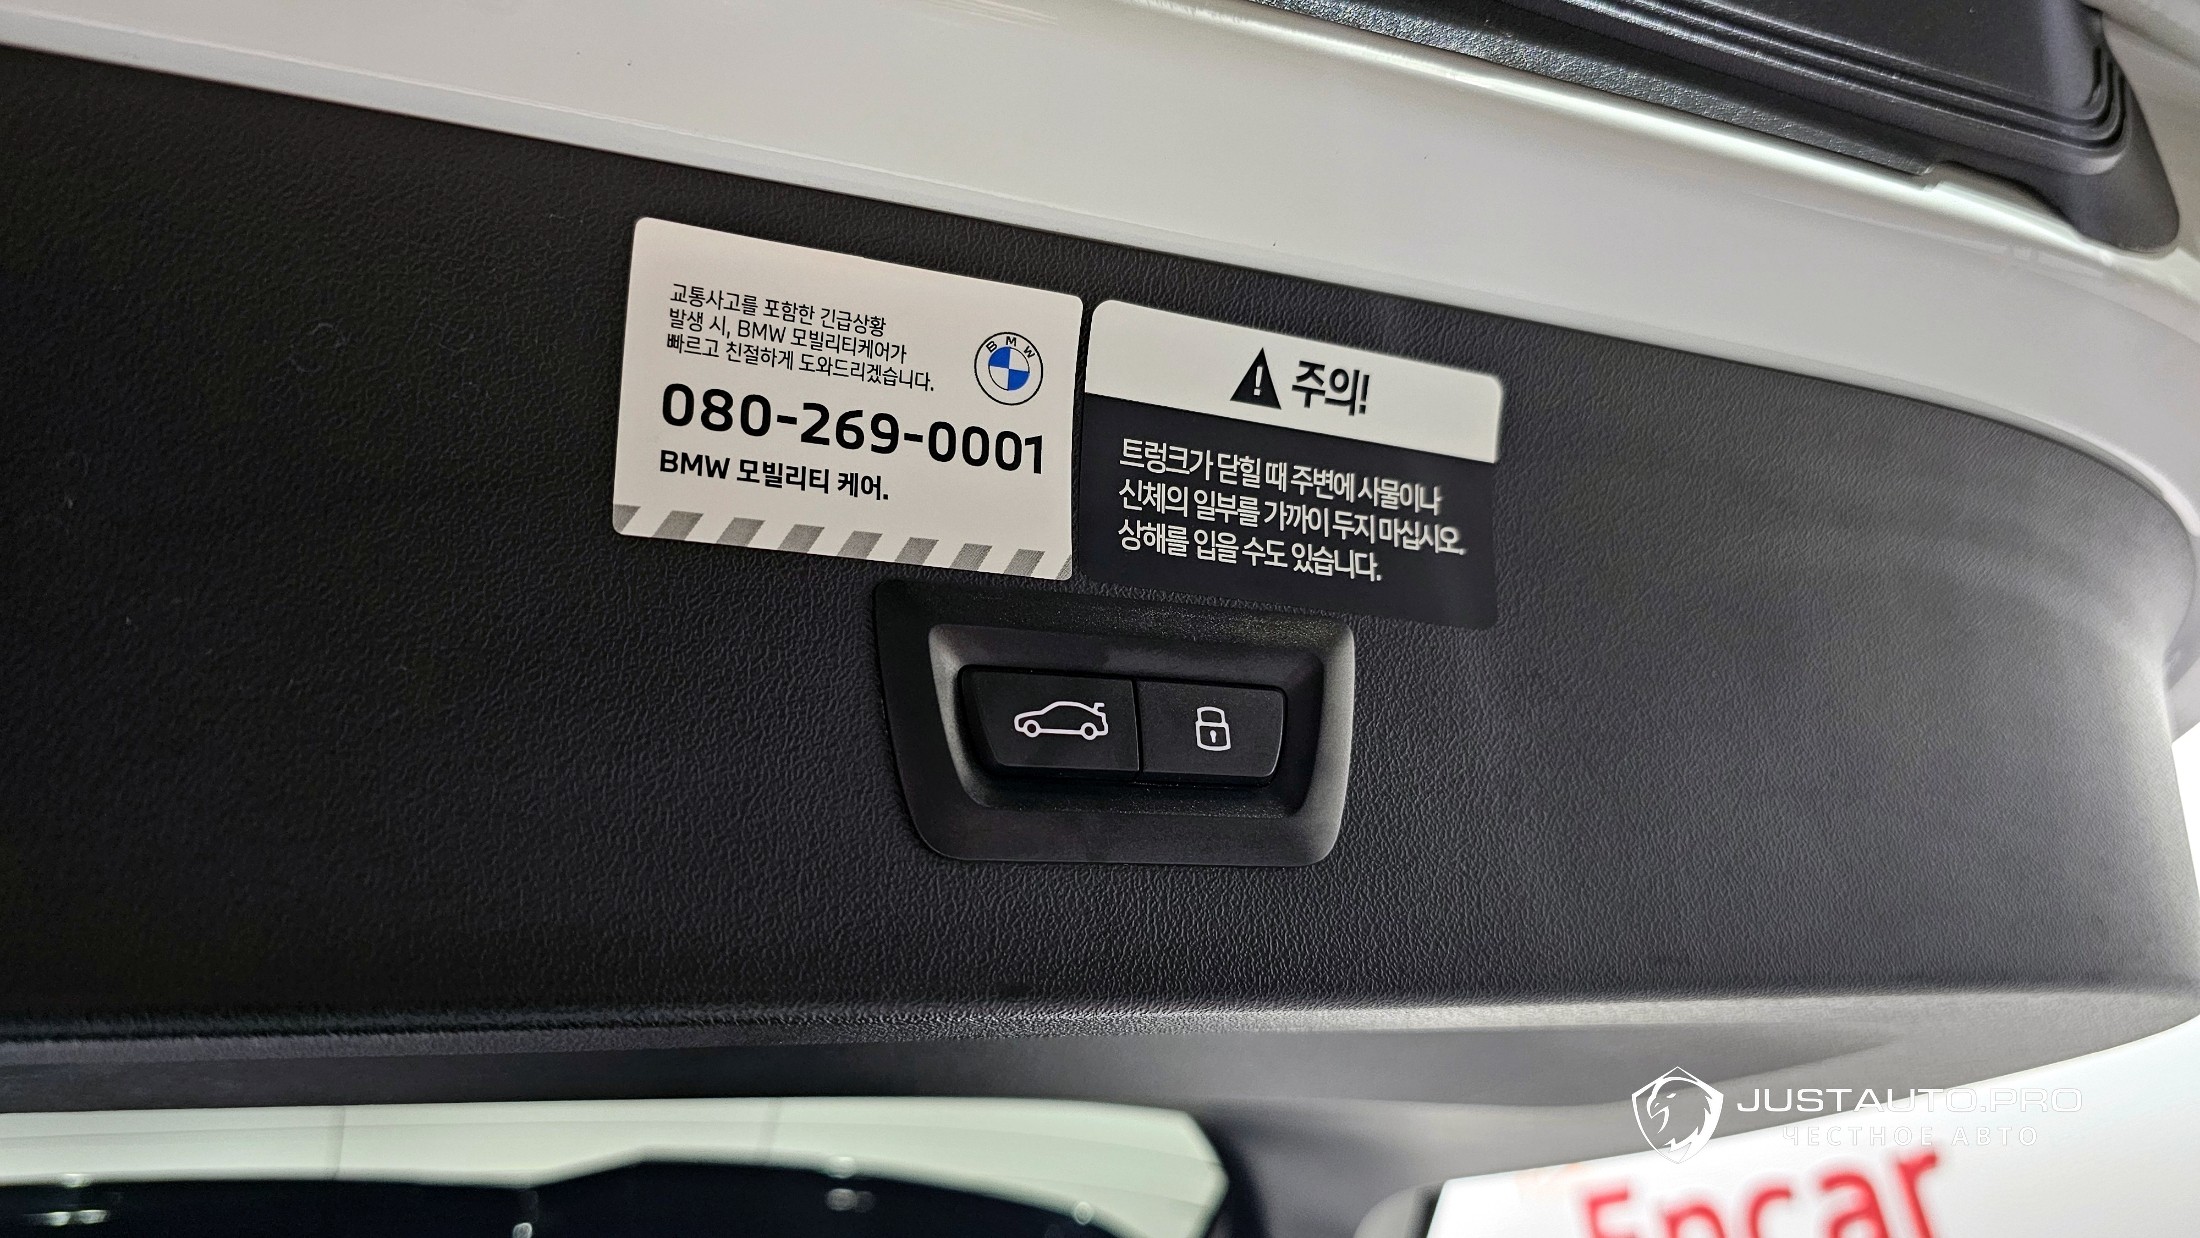 교통사고를 포함한 긴급상황
발생 시, BMW 모빌리티케어가
빠르고 친절하게 도와드리겠습니다.
BMW
080-269-0001
BMW 모빌리티 케어.
주의!
트렁크가 닫힐 때 주변에 사물이나
신체의 일부를 가까이 두지 마십시오.
상해를 입을 수도 있습니다.
JUSTAUTO.PRO
ЧЕСТНОЕ АВТО
Encar